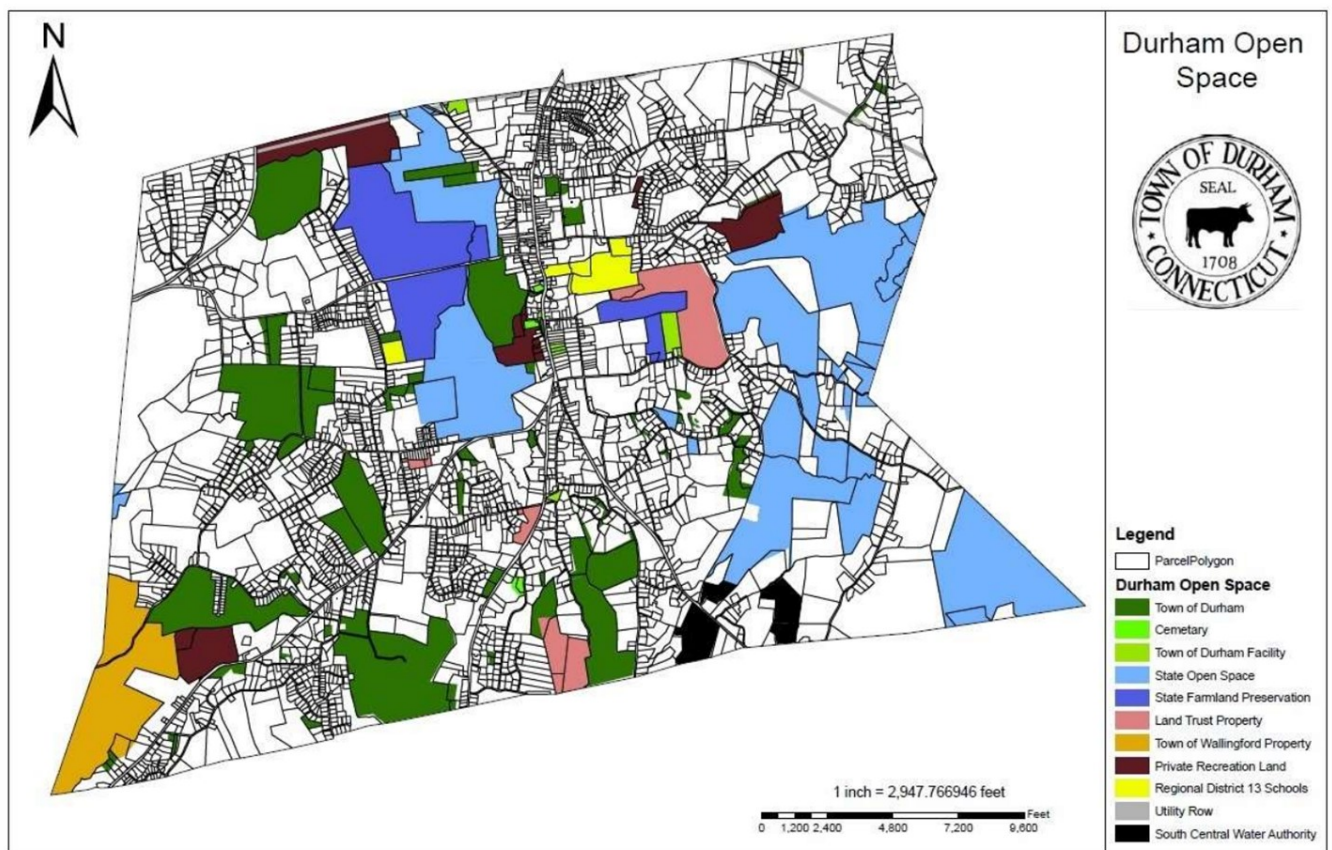 N
Durham Open
Space
TOWN OF DURHAM
SEAL
1708
CONNECTICUT
Legend
ParcelPolygon
Durham Open Space
Town of Durham
Cemetary
Town of Durham Facility
State Open Space
State Farmland Preservation
Land Trust Property
Town of Wallingford Property
Private Recreation Land
Regional District 13 Schools
Utility Row
South Central Water Authority
1 inch = 2,947.766946 feet
Feet
0 1,200 2,400 4,800 7,200 9,600